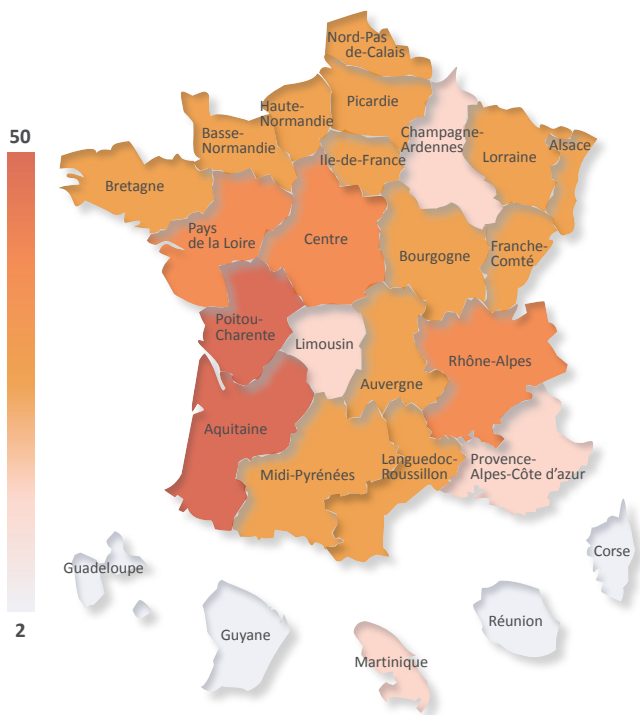 Nord-Pas
de-Calais
Haute-
Normandie
Picardie
50
Basse-
Normandie
Champagne-
Ardennes
Ile-de-France
Lorraine
Alsace
Bretagne
Pays
de la Loire
Centre
Bourgogne
Franche-
Comté
Poitou-
Charente
Limousin
Rhône-Alpes
Auvergne
Aquitaine
Midi-Pyrénées
Languedoc-
Roussillon
Provence-
Alpes-Côte d'azur
Corse
Guadeloupe
2
Guyane
Réunion
Martinique